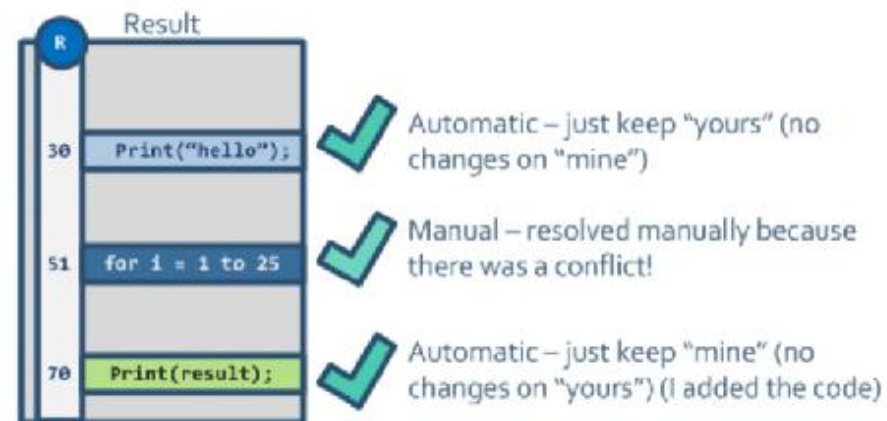 Result
R
30 Print("hello");
Automatic – just keep “yours” (no
changes on “mine”)
51 for i = 1 to 25
Manual – resolved manually because
there was a conflict!
70 Print(result);
Automatic – just keep "mine" (no
changes on “yours”) (I added the code)